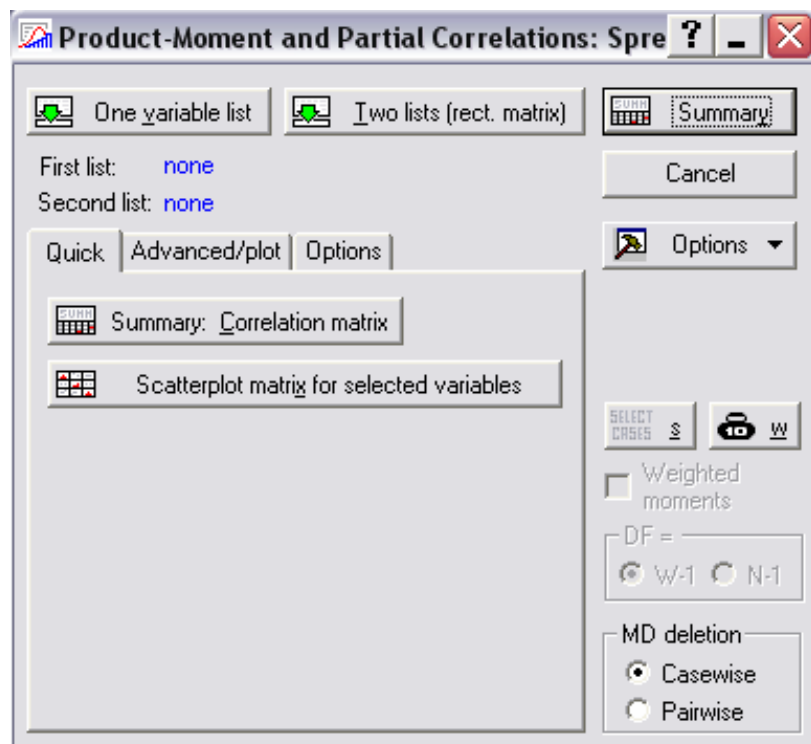 Product-Moment and Partial Correlations: Spre
One variable list
Two lists (rect. matrix)
Summary
First list: none
Cancel
Second list: none
Quick
Advanced/plot
Options
Options
Summary: Correlation matrix
Scatterplot matrix for selected variables
SELECT
CASES
S
W
Weighted
moments
DF =
W-1
N-1
MD deletion
Casewise
Pairwise